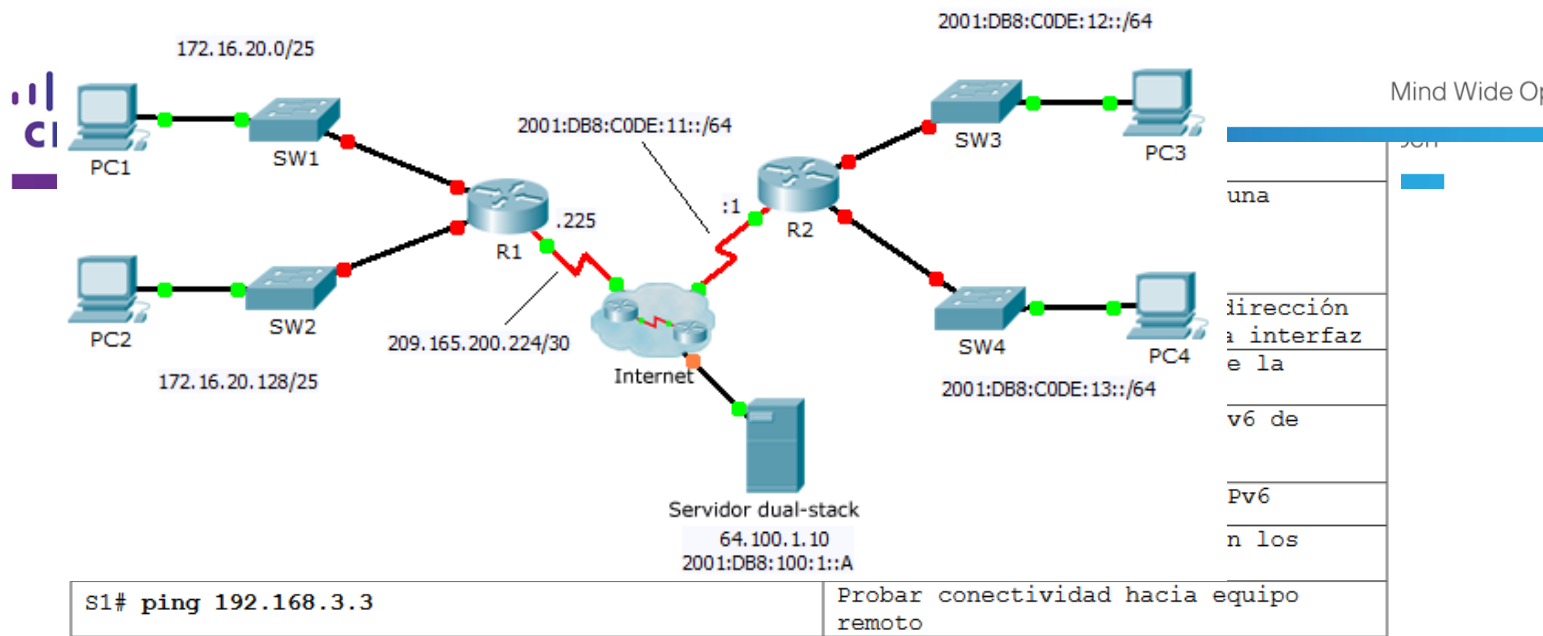 2001:DB8:C0DE:12::/64
172.16.20.0/25
Mind Wide Op
CI
2001:DB8:C0DE:11::/64
PC1
SW1
SW3
PC3
una
.225
:1
R1
R2
dirección
a interfaz
PC2
SW2
209.165.200.224/30
SW4
PC4
e la
Internet
172.16.20.128/25
2001:DB8:C0DE:13::/64
v6 de
Pv6
Servidor dual-stack
n los
64.100.1.10
2001:DB8:100:1::A
S1# ping 192.168.3.3
Probar conectividad hacia equipo
remoto